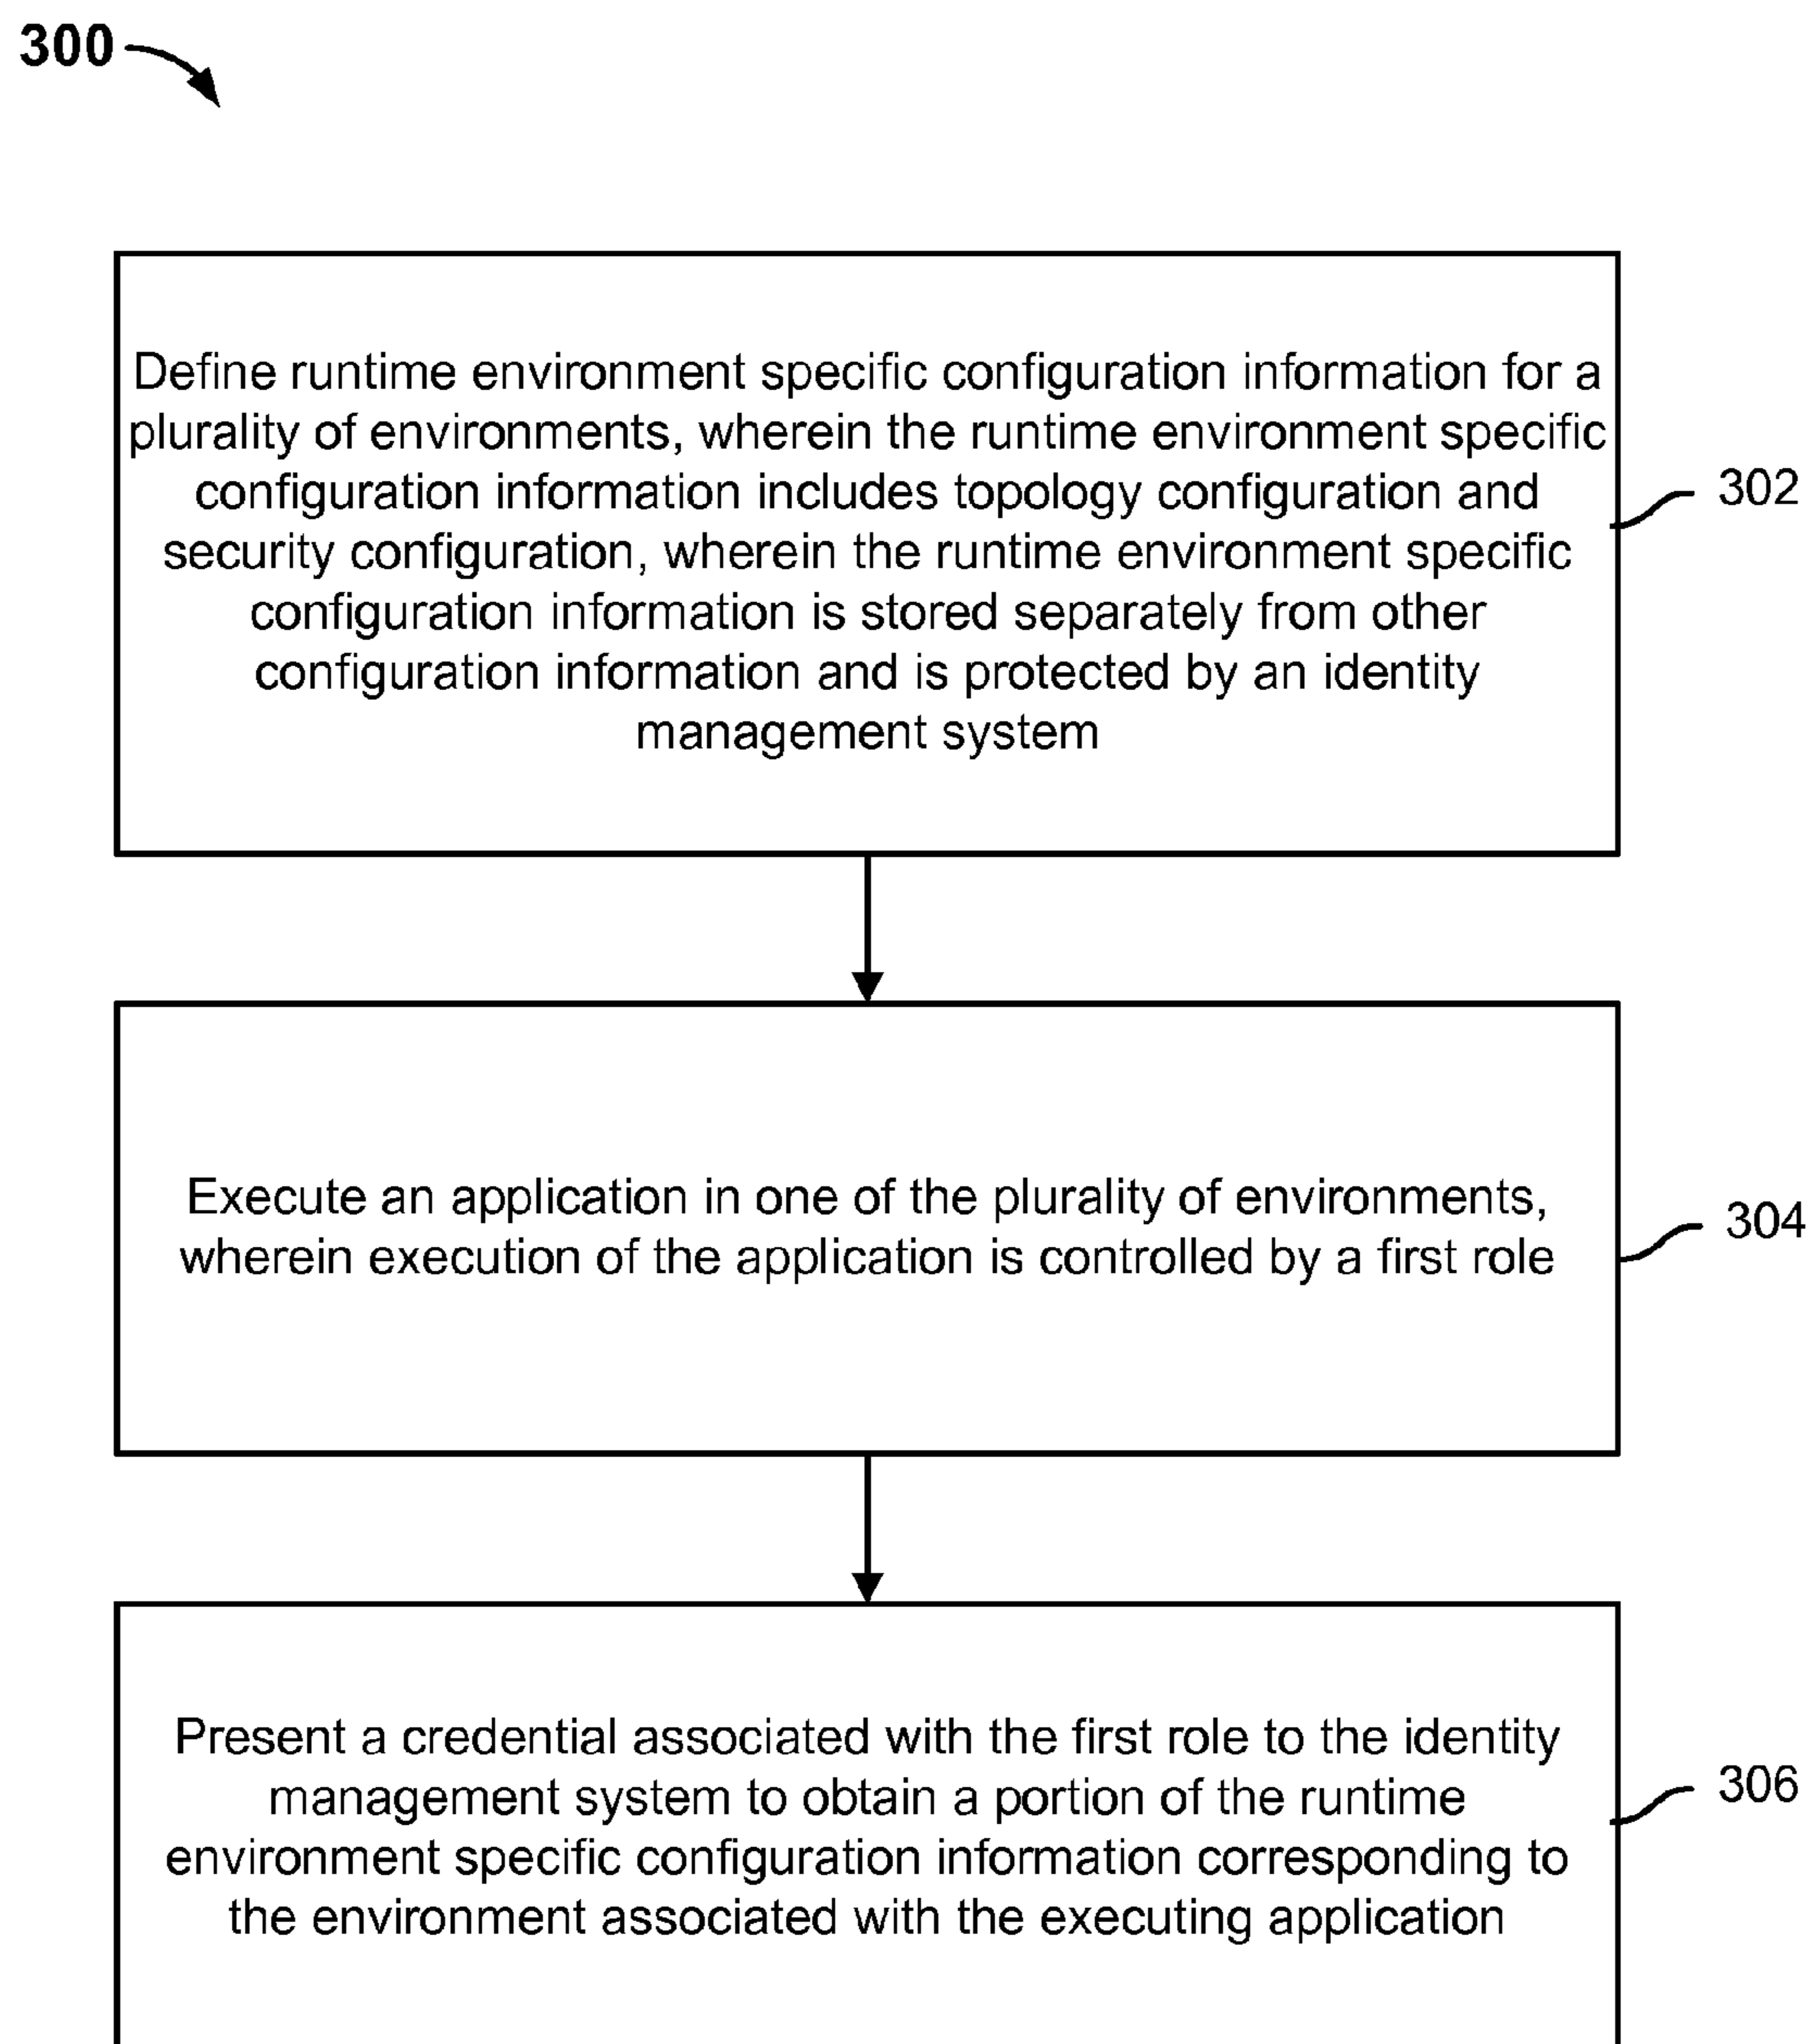 300
Define runtime environment specific configuration information for a
plurality of environments, wherein the runtime environment specific
configuration information includes topology configuration and
security configuration, wherein the runtime environment specific
configuration information is stored separately from other
configuration information and is protected by an identity
management system
302
Execute an application in one of the plurality of environments,
wherein execution of the application is controlled by a first role
304
Present a credential associated with the first role to the identity
management system to obtain a portion of the runtime
environment specific configuration information corresponding to
the environment associated with the executing application
306